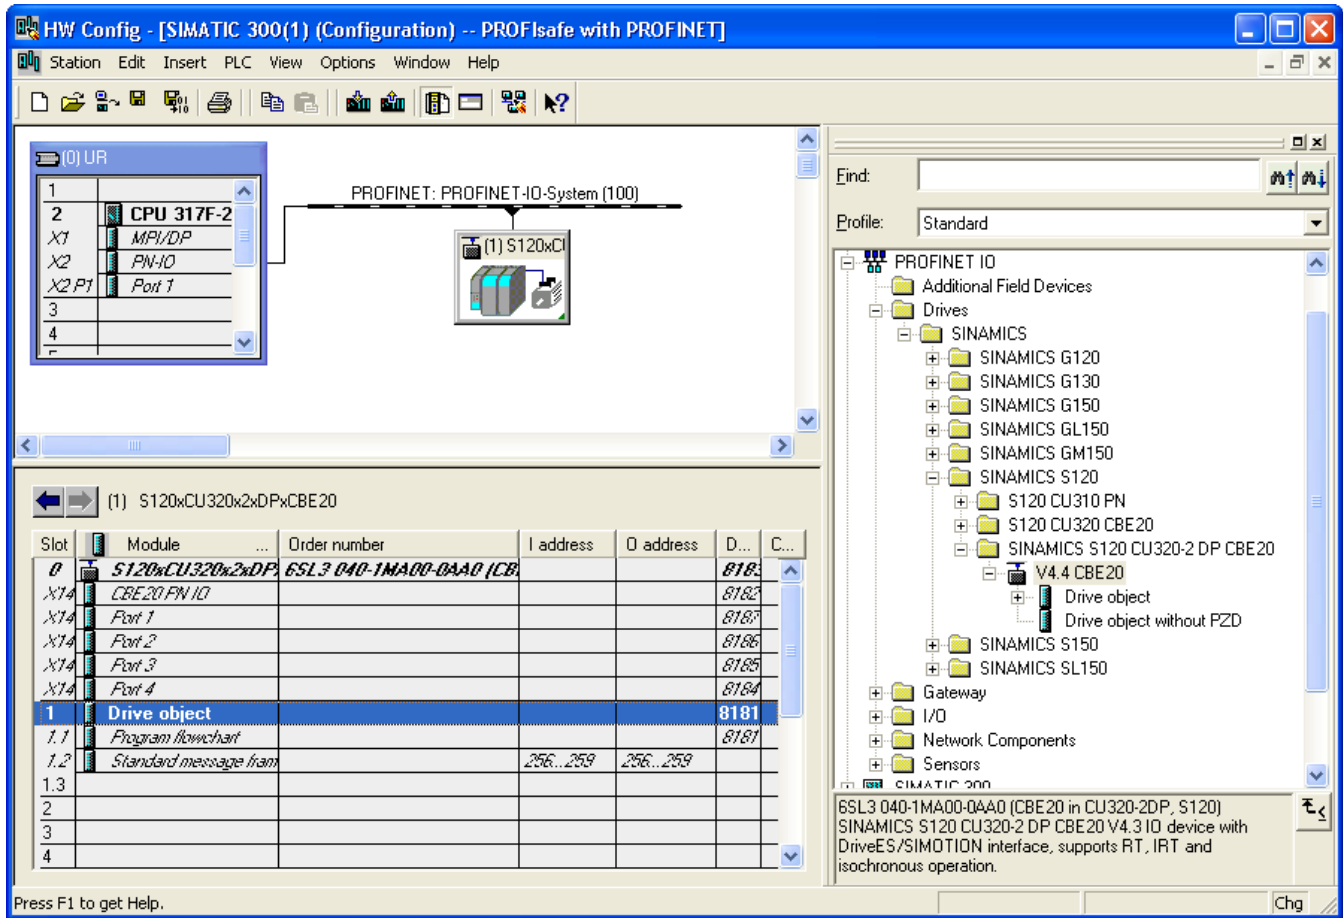 HW Config - [SIMATIC 300(1) (Configuration) -- PROFIsafe with PROFINET]
Station Edit Insert PLC View Options Window Help
(0) UR
1
2 CPU 317F-2
X1 MPI/DP
X2 PN-IO
X2 P1 Port 1
3
4
PROFINET: PROFINET-IO-System (100)
(1) S120xCU
Find:
Profile: Standard
PROFINET IO
Additional Field Devices
Drives
SINAMICS
SINAMICS G120
SINAMICS G130
SINAMICS G150
SINAMICS GL150
SINAMICS GM150
SINAMICS S120
S120 CU310 PN
S120 CU320 CBE20
SINAMICS S120 CU320-2 DP CBE20
V4.4 CBE20
Drive object
Drive object without PZD
SINAMICS S150
SINAMICS SL150
Gateway
I/O
Network Components
Sensors
SIMATIC 300
(1) S120xCU320x2xDPxCBE20
Slot Module ... Order number I address O address D... C...
0 S120xCU320x2xDP: 6SL3 040-1MA00-0AA0 (CB. 8183
X14 CBE20 PN IO 8182
X14 Port 1 8187
X14 Port 2 8186
X14 Port 3 8185
X14 Port 4 8184
1 Drive object 8181
1.1 Program flowchart 8181
1.2 Standard message fram 256...259 256...259
1.3
2
3
4
6SL3 040-1MA00-0AA0 (CBE20 in CU320-2DP, S120)
SINAMICS S120 CU320-2 DP CBE20 V4.3 IO device with
DriveES/SIMOTION interface, supports RT, IRT and
isochronous operation.
Press F1 to get Help. Chg